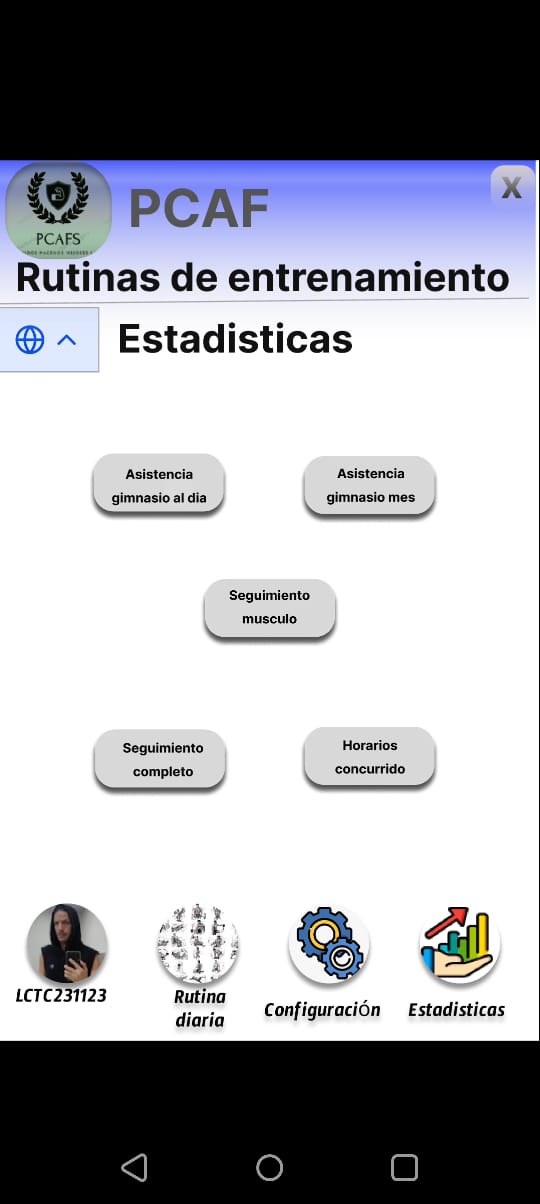 PCAF
X
PCAFS
Rutinas de entrenamiento
Estadisticas
Asistencia
gimnasio al dia
Asistencia
gimnasio mes
Seguimiento
musculo
Seguimiento
completo
Horarios
concurrido
LCTC231123
Rutina
diaria
Configuración
Estadisticas